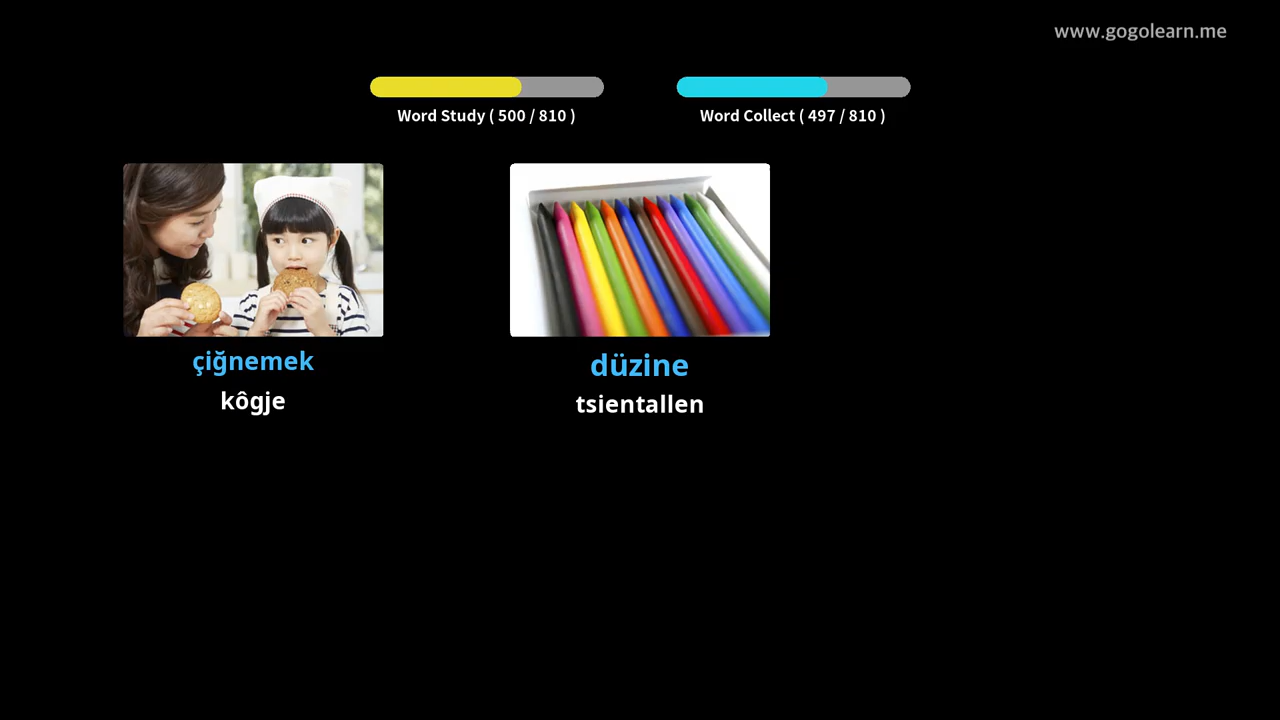 www.gogolearn.me
Word Study ( 500 / 810 )
Word Collect ( 497 / 810 )
çiğnemek
kôgje
düzine
tsientallen